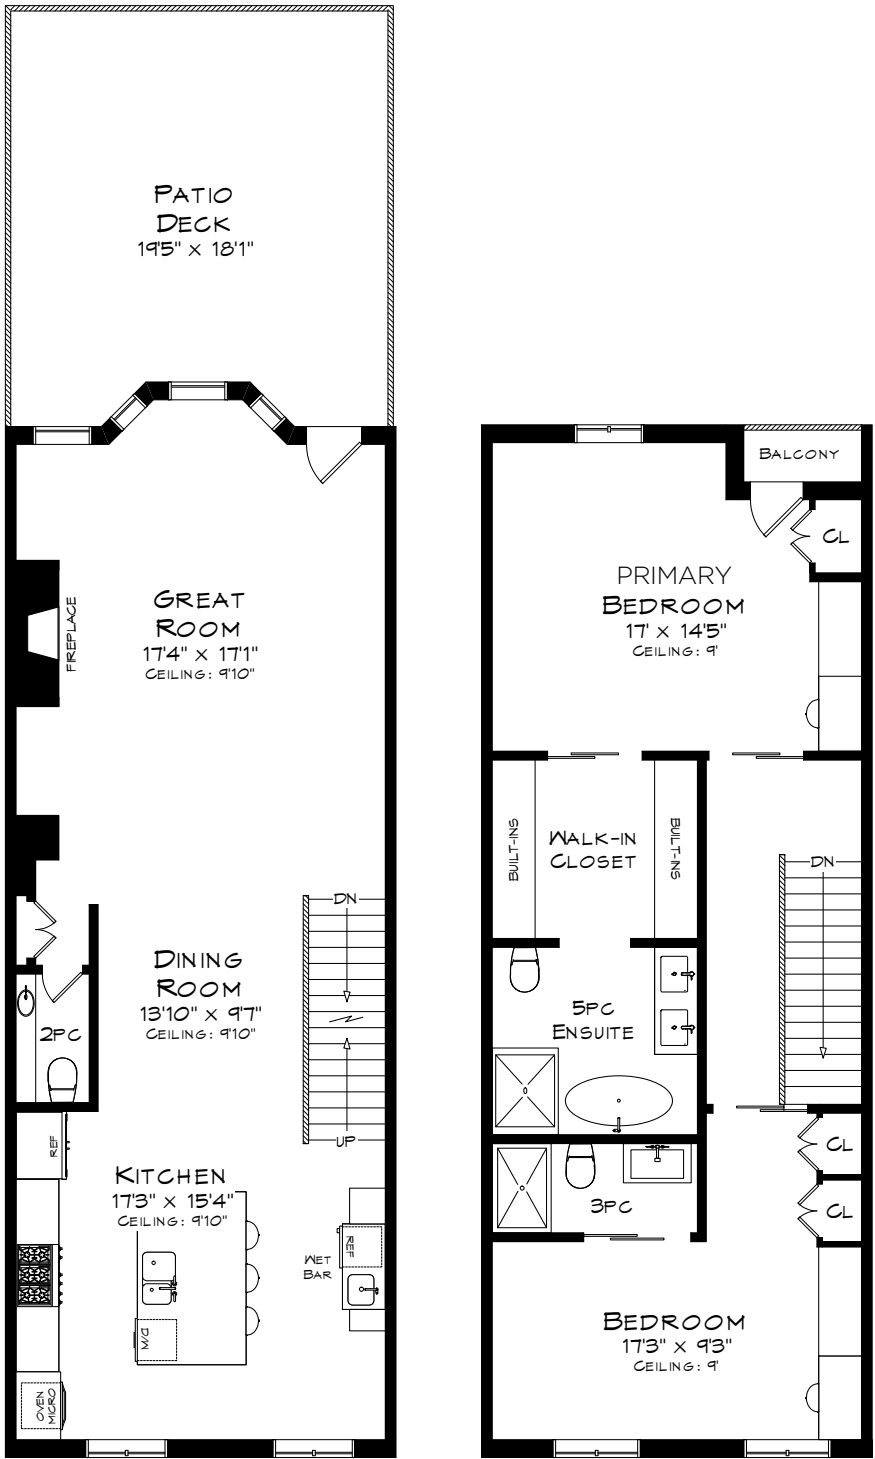 PATIO
DECK
19'5" x 18'1"
FIREPLACE
GREAT
ROOM
17'4" x 17'1"
CEILING: 9'10"
DN
DINING
ROOM
13'10" x 9'7"
CEILING: 9'10"
2PC
UP
REF
KITCHEN
17'3" x 15'4"
CEILING: 9'10"
WET
BAR
REF
D/W
OVEN
MICRO
BALCONY
CL
PRIMARY
BEDROOM
17' x 14'5"
CEILING: 9'
BUILT-INS
WALK-IN
CLOSET
BUILT-INS
DN
5PC
ENSUITE
CL
3PC
CL
BEDROOM
17'3" x 9'3"
CEILING: 9'